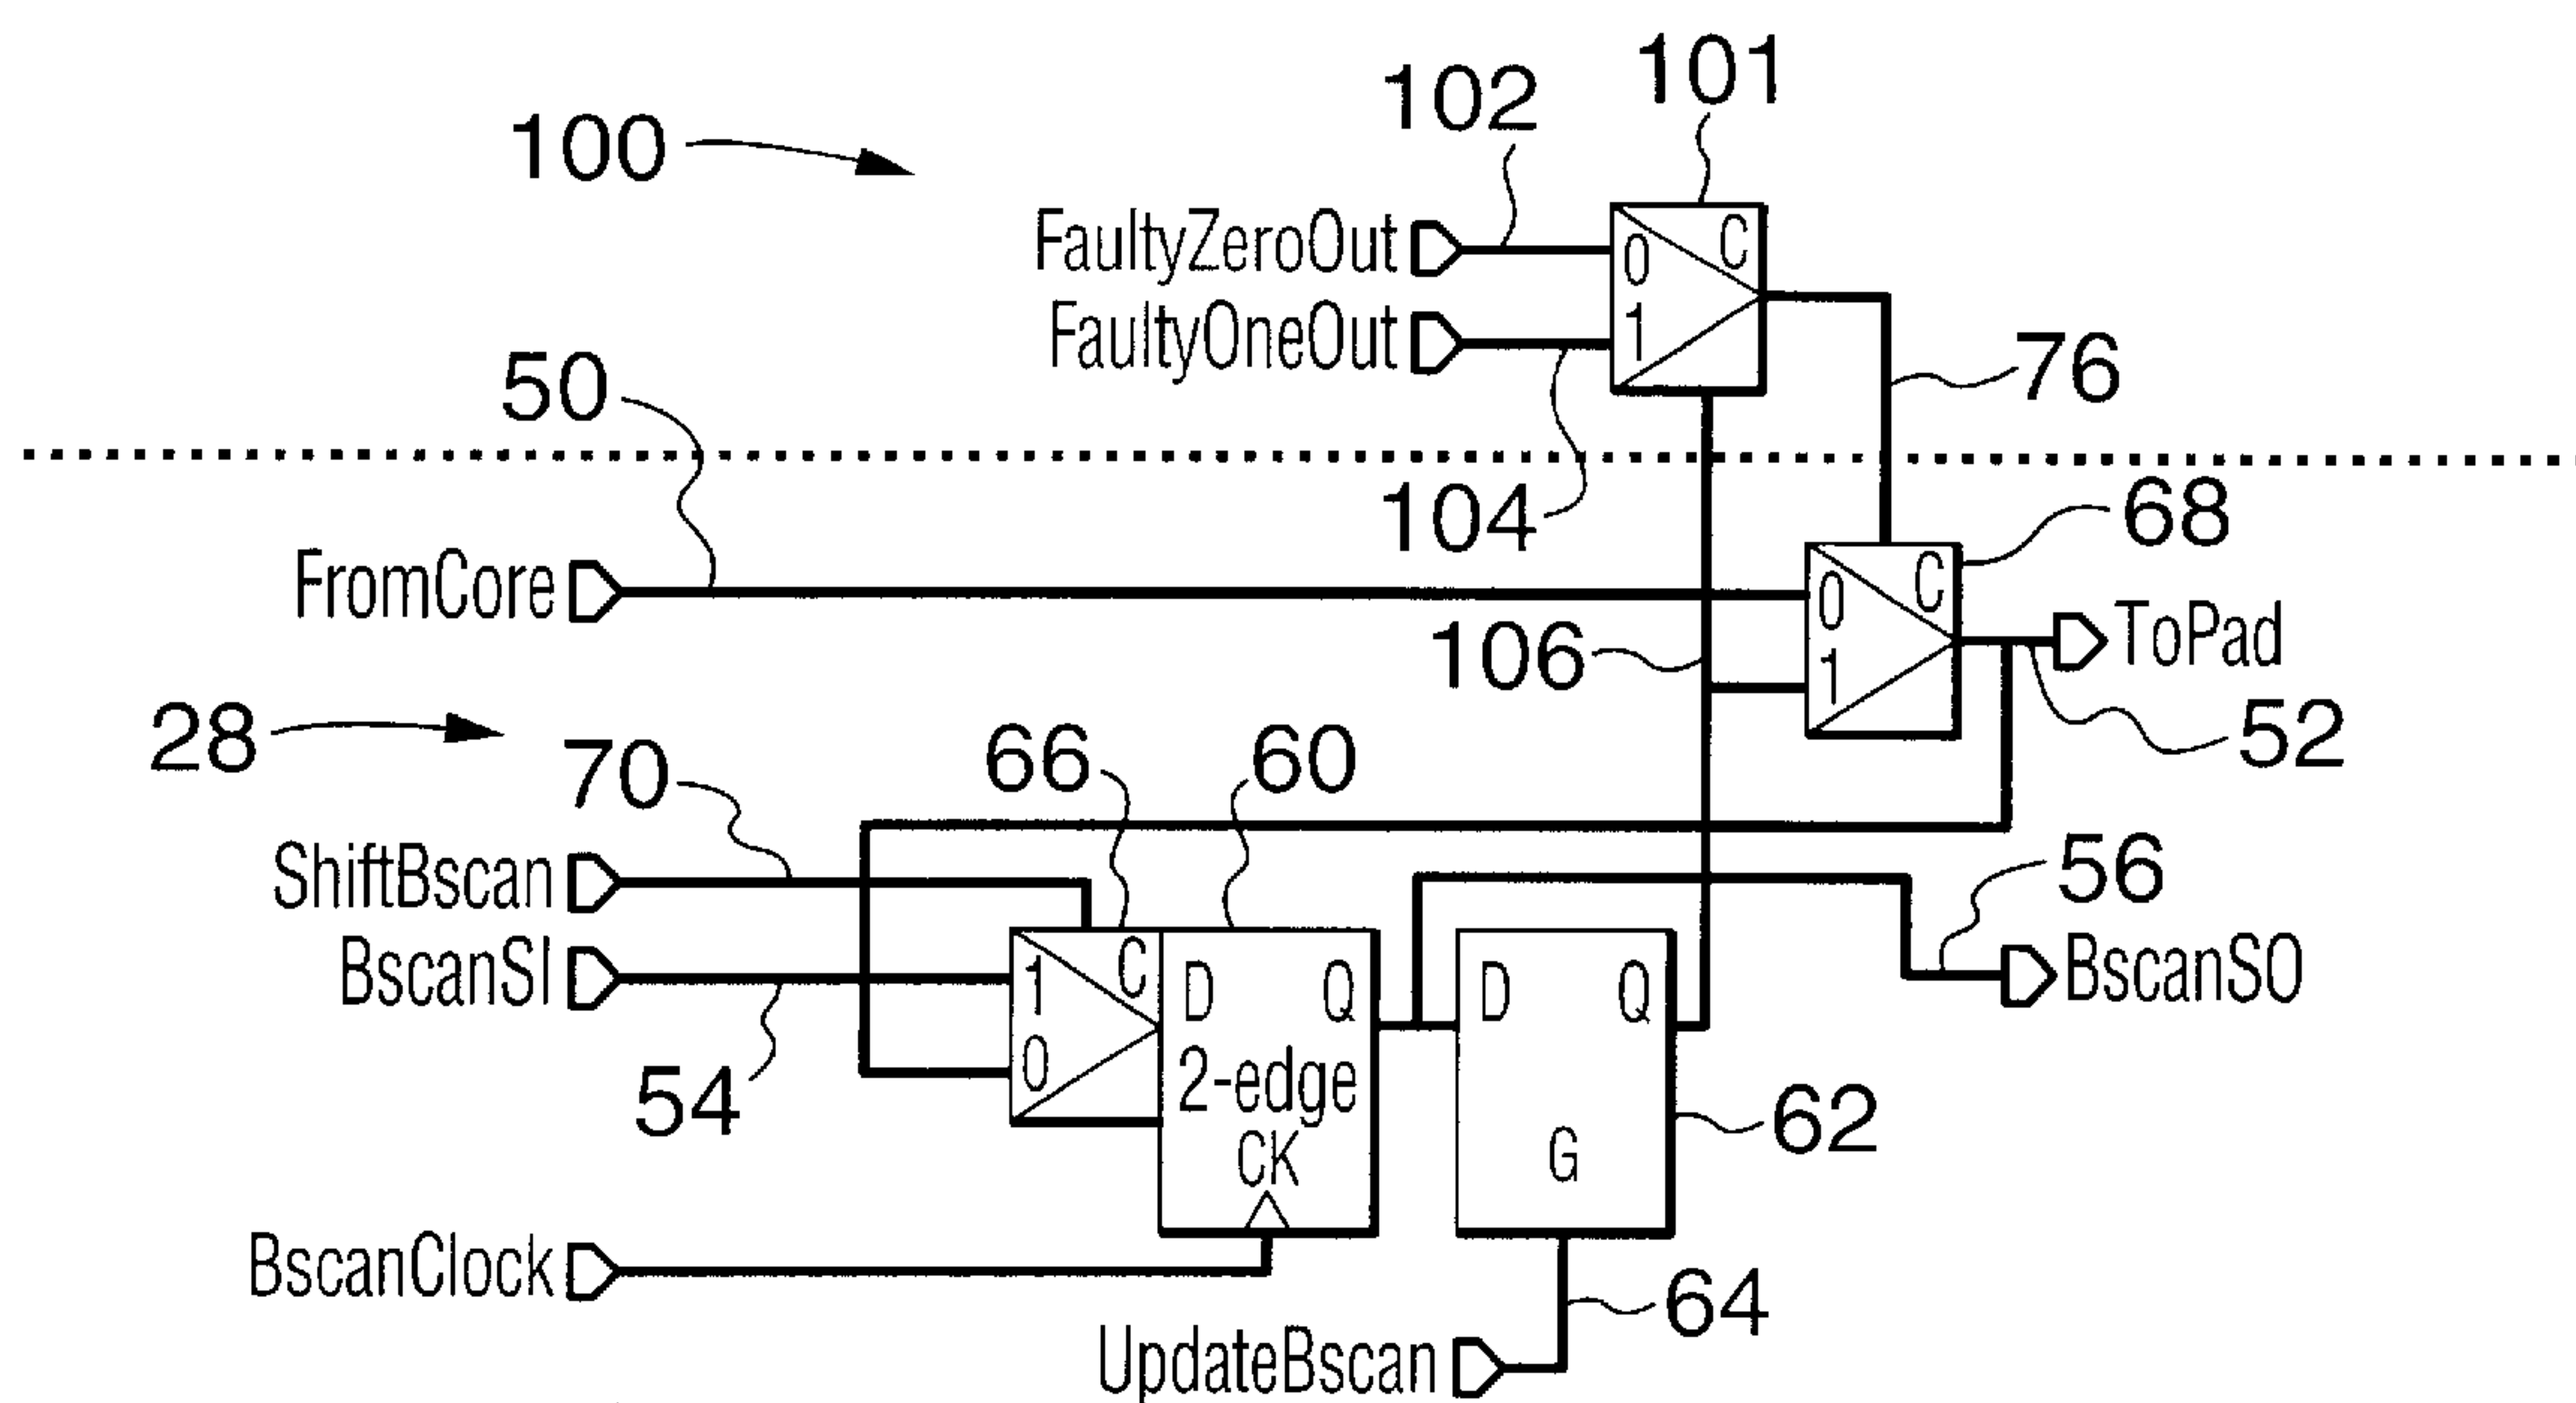 101
102
100
FaultyZeroOut
0
C
FaultyOneOut
1
76
50
104
68
FromCore
0
C
106
1
ToPad
28
52
70
66
60
ShiftBscan
56
BscanSI
1
C
D
Q
D
Q
BscanSO
0
2-edge
54
CK
G
62
BscanClock
64
UpdateBscan